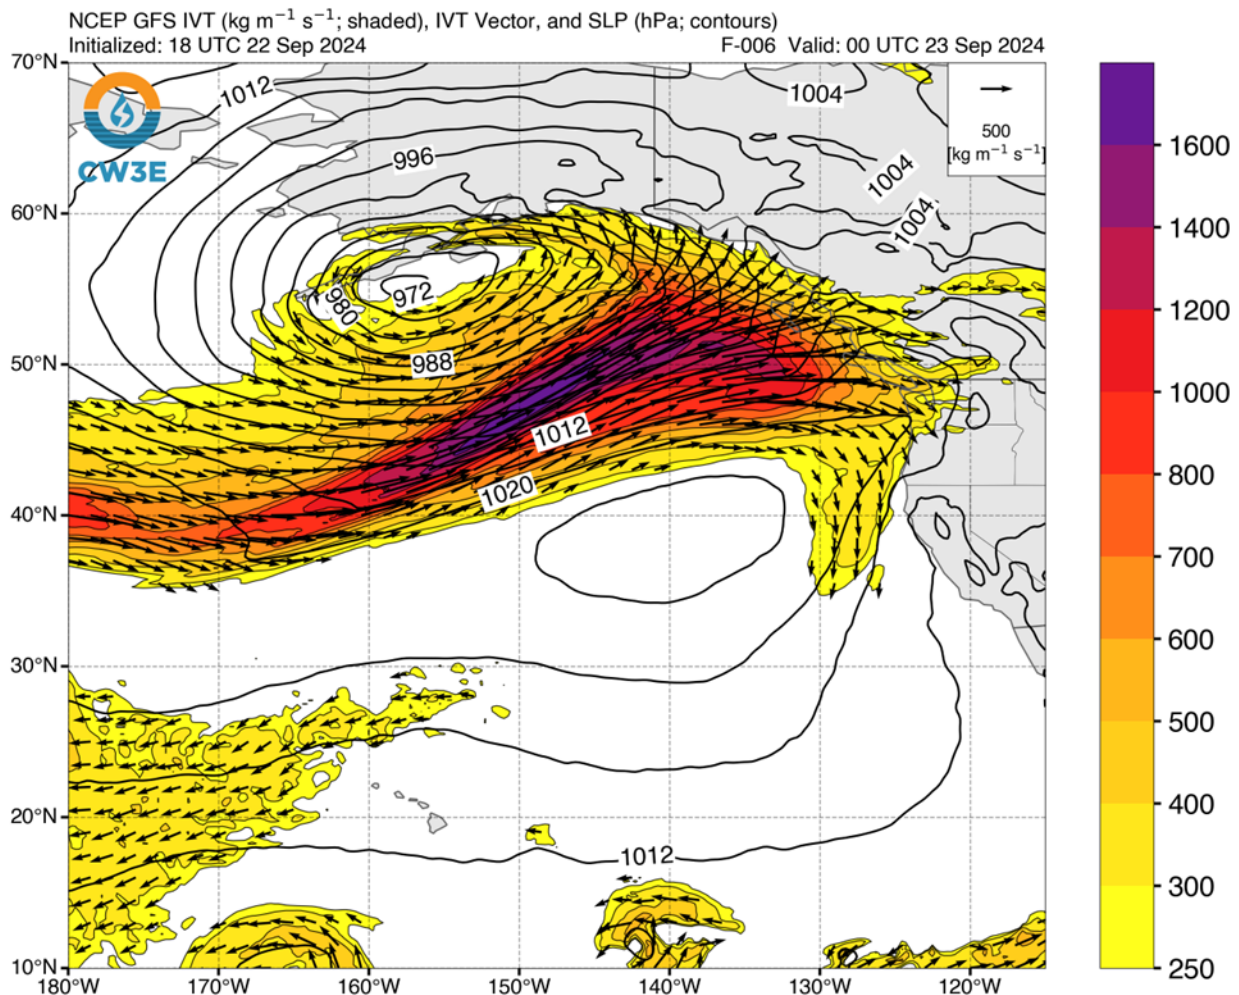 NCEP GFS IVT (kg m⁻¹ s⁻¹; shaded), IVT Vector, and SLP (hPa; contours)
Initialized: 18 UTC 22 Sep 2024 F-006 Valid: 00 UTC 23 Sep 2024
70°N
1012
1004
500
[kg m⁻¹ s⁻¹]
CW3E
996
1004
60°N
1004
980
972
50°N
988
1012
1020
40°N
30°N
20°N
1012
10°N
180°W 170°W 160°W 150°W 140°W 130°W 120°W
1600
1400
1200
1000
800
700
600
500
400
300
250